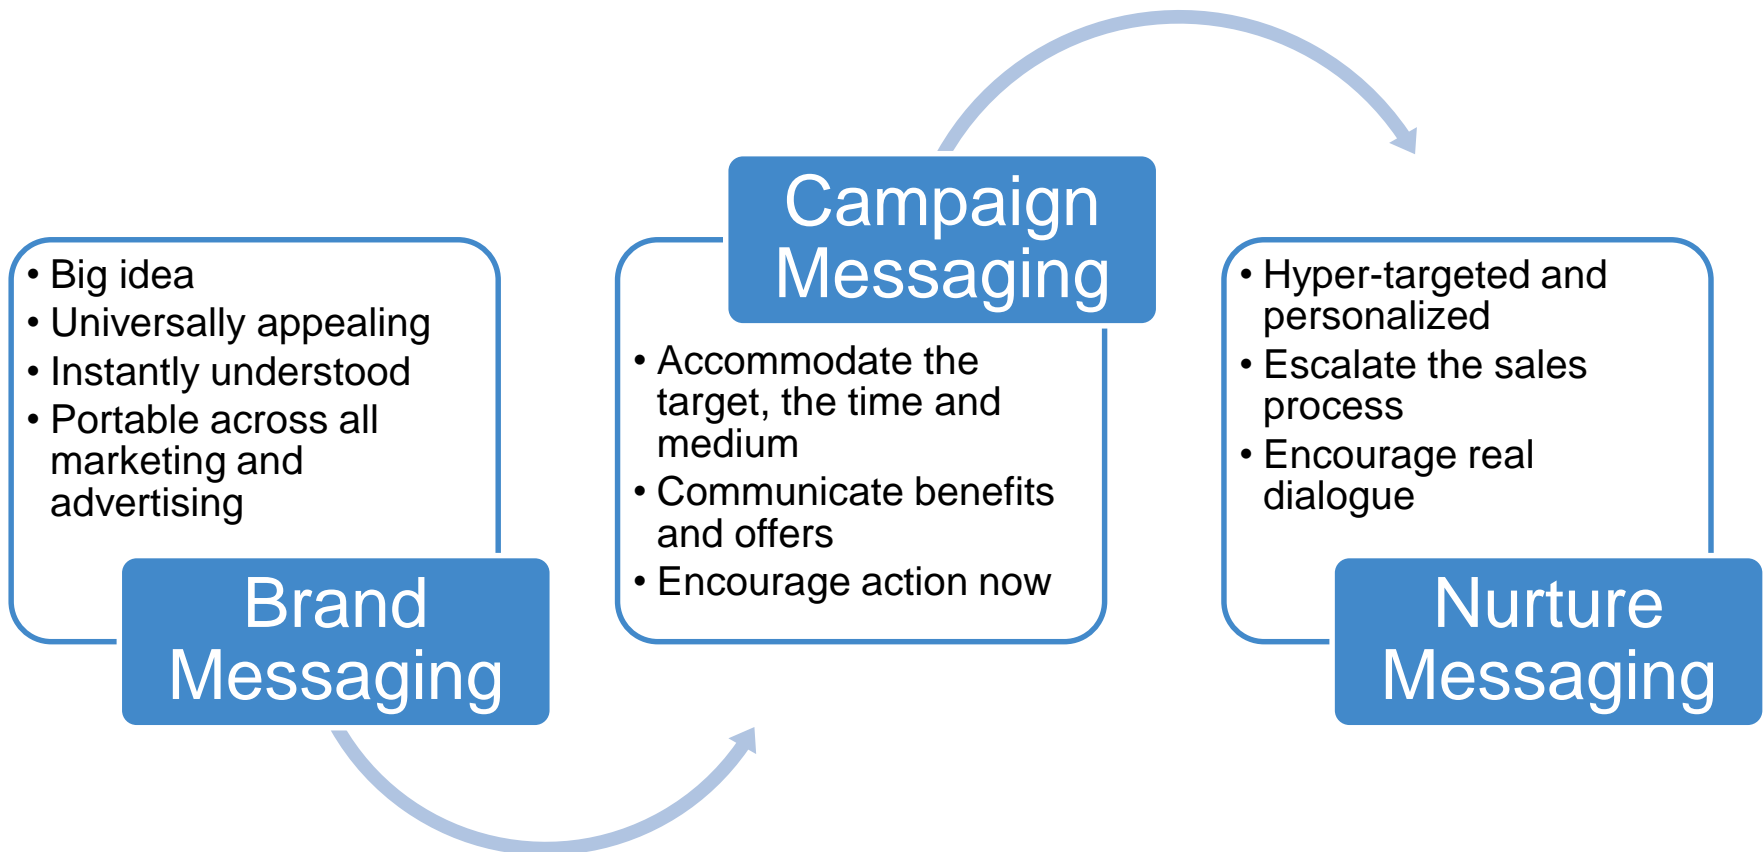 • Big idea
• Universally appealing
• Instantly understood
• Portable across all
marketing and
advertising
Brand
Messaging
Campaign
Messaging
• Accommodate the
target, the time and
medium
• Communicate benefits
and offers
• Encourage action now
• Hyper-targeted and
personalized
• Escalate the sales
process
• Encourage real
dialogue
Nurture
Messaging